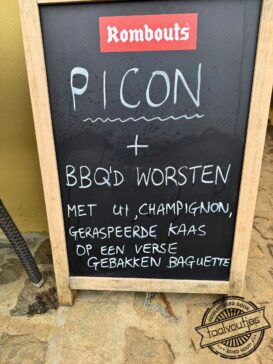 Rombouts
PICON
+
BBQ'D WORSTEN
MET UI, CHAMPIGNON,
GERASPEERDE KAAS
OP EEN VERSE
GEBAKKEN BAGUETTE
Taalvoutjes